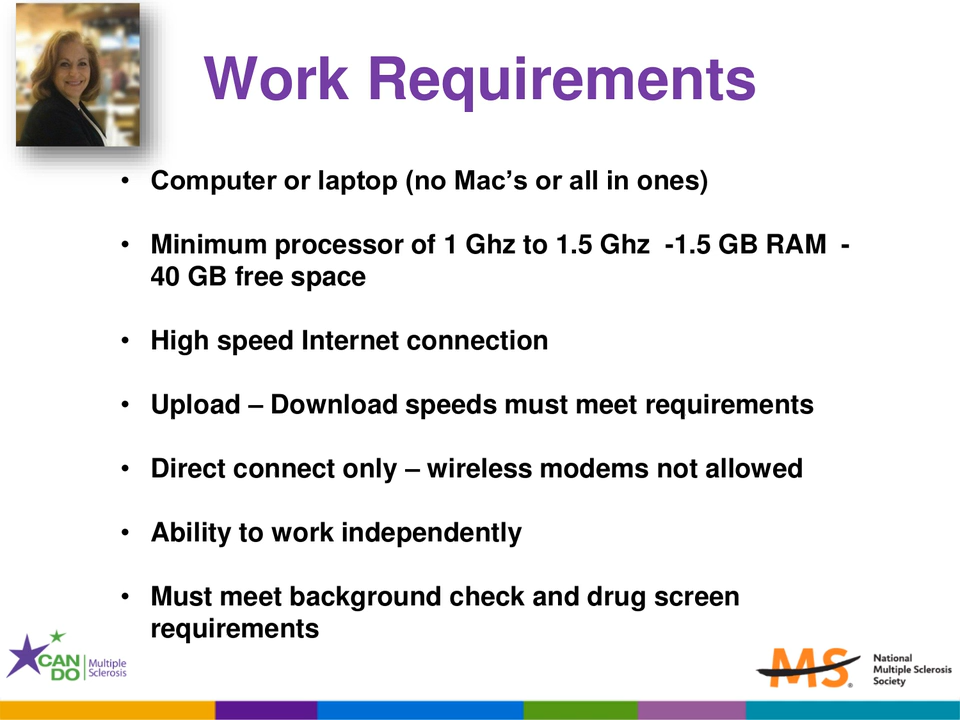 Work Requirements
• Computer or laptop (no Mac’s or all in ones)
• Minimum processor of 1 Ghz to 1.5 Ghz -1.5 GB RAM -
40 GB free space
• High speed Internet connection
• Upload – Download speeds must meet requirements
• Direct connect only – wireless modems not allowed
• Ability to work independently
• Must meet background check and drug screen
requirements
CAN
DO
Multiple
Sclerosis
MS®
National
Multiple Sclerosis
Society